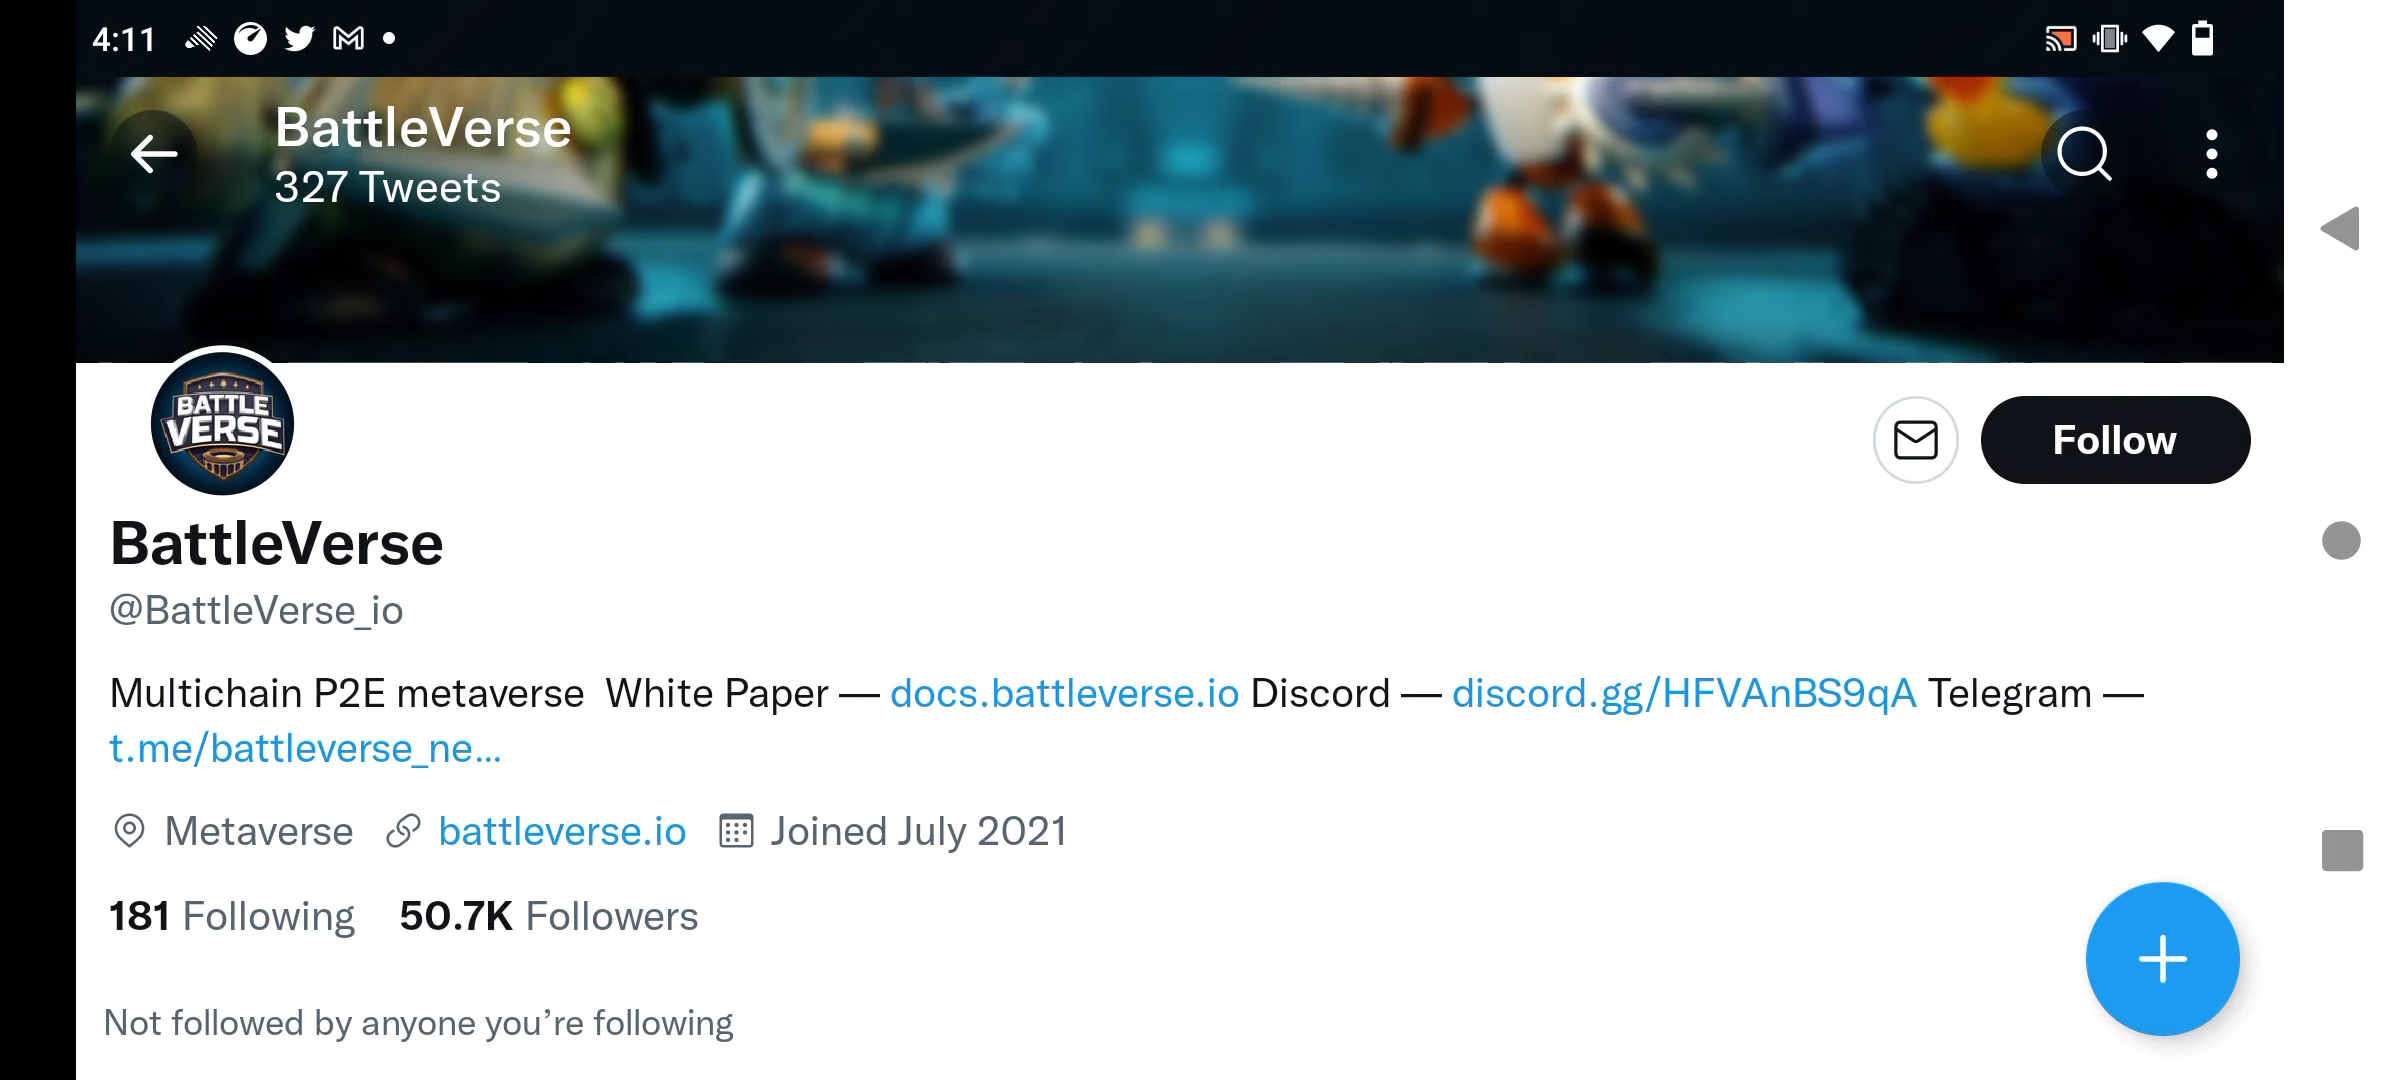 4:11
BattleVerse
327 Tweets
BATTLE
VERSE
Follow
BattleVerse
@BattleVerse_io
Multichain P2E metaverse  White Paper — docs.battleverse.io Discord — discord.gg/HFVAnBS9qA Telegram —
t.me/battleverse_ne...
Metaverse battleverse.io Joined July 2021
181 Following 50.7K Followers
Not followed by anyone you’re following